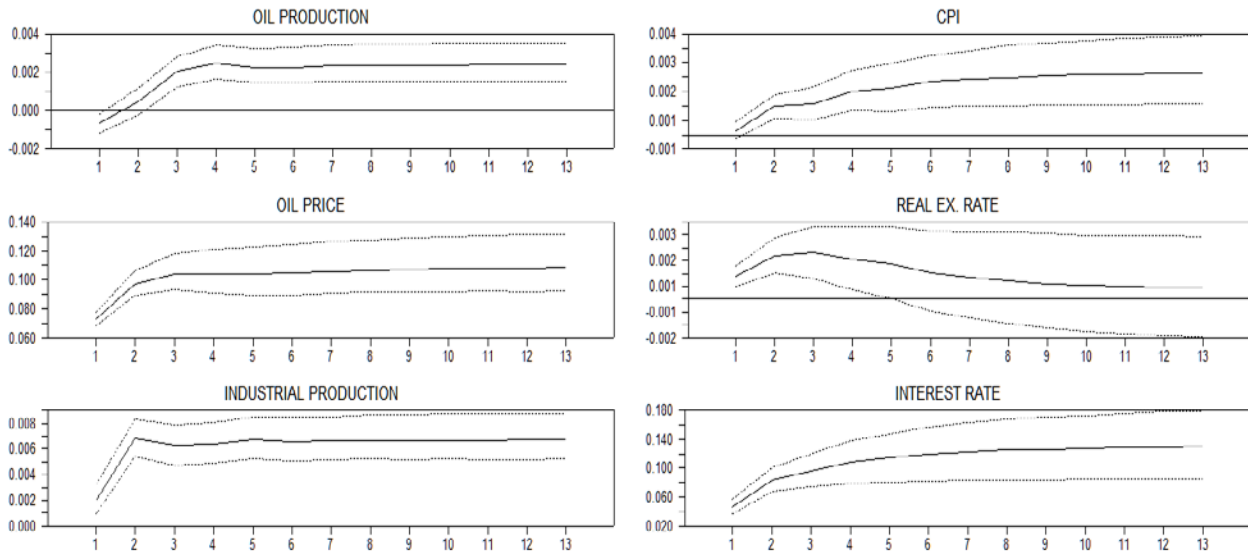 OIL PRODUCTION
0.004
0.002
0.000
-0.002
1 2 3 4 5 6 7 8 9 10 11 12 13
CPI
0.004
0.003
0.002
0.001
-0.001
1 2 3 4 5 6 7 8 9 10 11 12 13
OIL PRICE
0.140
0.120
0.100
0.080
0.060
1 2 3 4 5 6 7 8 9 10 11 12 13
REAL EX. RATE
0.003
0.002
0.001
-0.001
-0.002
1 2 3 4 5 6 7 8 9 10 11 12 13
INDUSTRIAL PRODUCTION
0.008
0.006
0.004
0.002
0.000
1 2 3 4 5 6 7 8 9 10 11 12 13
INTEREST RATE
0.180
0.140
0.100
0.060
0.020
1 2 3 4 5 6 7 8 9 10 11 12 13